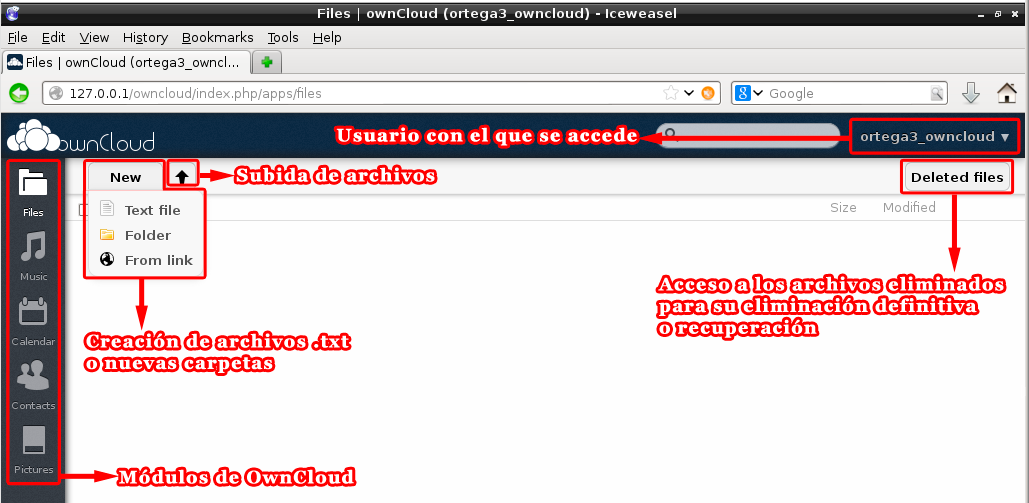 Files | ownCloud (ortega3_owncloud) - Iceweasel
File Edit View History Bookmarks Tools Help
Files | ownCloud (ortega3_owncl...
127.0.0.1/owncloud/index.php/apps/files
Google
ownCloud
Usuario con el que se accede
ortega3_owncloud
New
Subida de archivos
Deleted files
Files
Text file
Size
Modified
Folder
From link
Music
Acceso a los archivos eliminados
para su eliminación definitiva
o recuperación
Calendar
Creación de archivos .txt
o nuevas carpetas
Contacts
Pictures
Módulos de OwnCloud